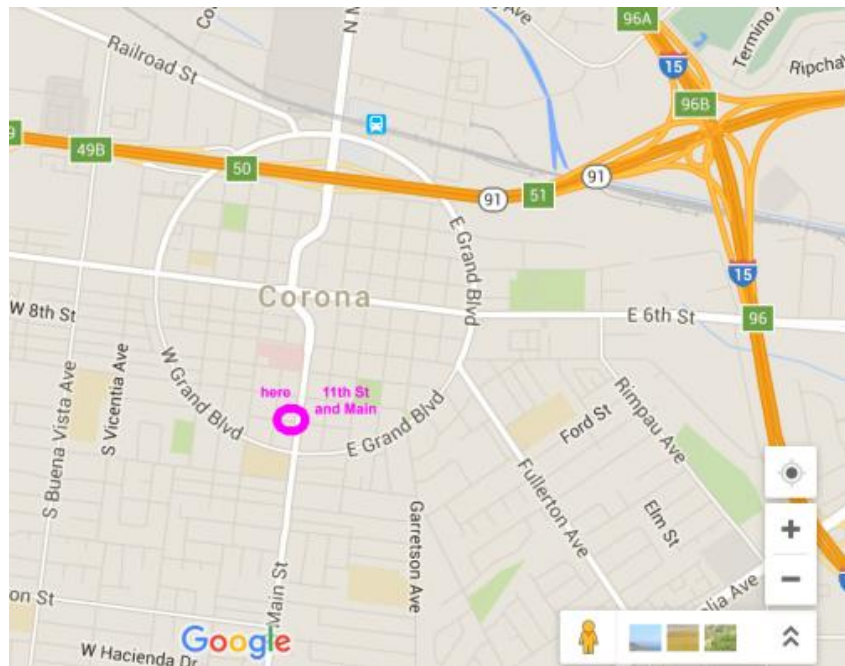 96A
Railroad St
15
Ripcha
96B
49B
50
91
51
91
E Grand Blvd
15
Corona
W 8th St
E 6th St
96
W Grand Blvd
here
11th St
and Main
S Buena Vista Ave
S Vicentia Ave
E Grand Blvd
Ford St
Rimpau Ave
Fullerton Ave
Elm St
Garretson Ave
Main St
on St
W Hacienda Dr
Google